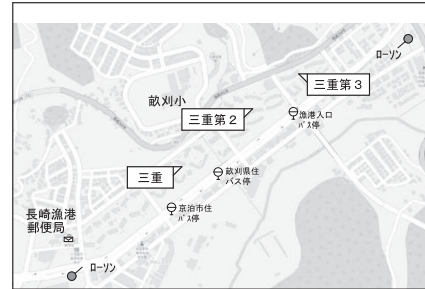 ローソン
三重第3
畝刈小
漁港入口
バス停
三重第2
畝刈県住
バス停
三重
京泊市住
バス停
長崎漁港
郵便局
ローソン